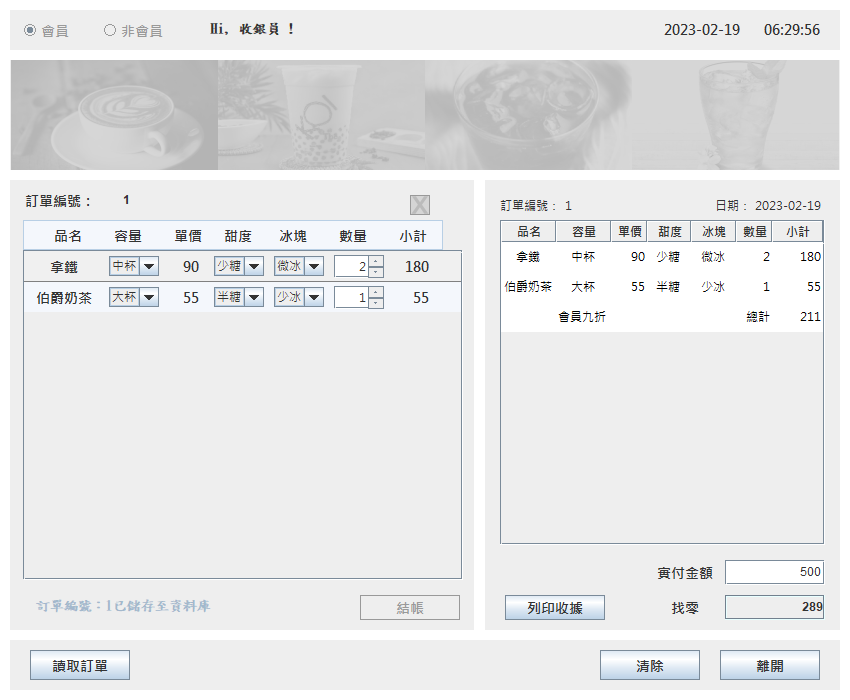 會員 非會員 Hi, 收銀員！ 2023-02-19 06:29:56
訂單編號： 1 X
品名 容量 單價 甜度 冰塊 數量 小計
拿鐵 中杯 90 少糖 微冰 2 180
伯爵奶茶 大杯 55 半糖 少冰 1 55
訂單編號：1已儲存至資料庫 結帳
訂單編號： 1 日期： 2023-02-19
品名 容量 單價 甜度 冰塊 數量 小計
拿鐵 中杯 90 少糖 微冰 2 180
伯爵奶茶 大杯 55 半糖 少冰 1 55
會員九折 總計 211
實付金額 500
列印收據 找零 289
讀取訂單 清除 離開